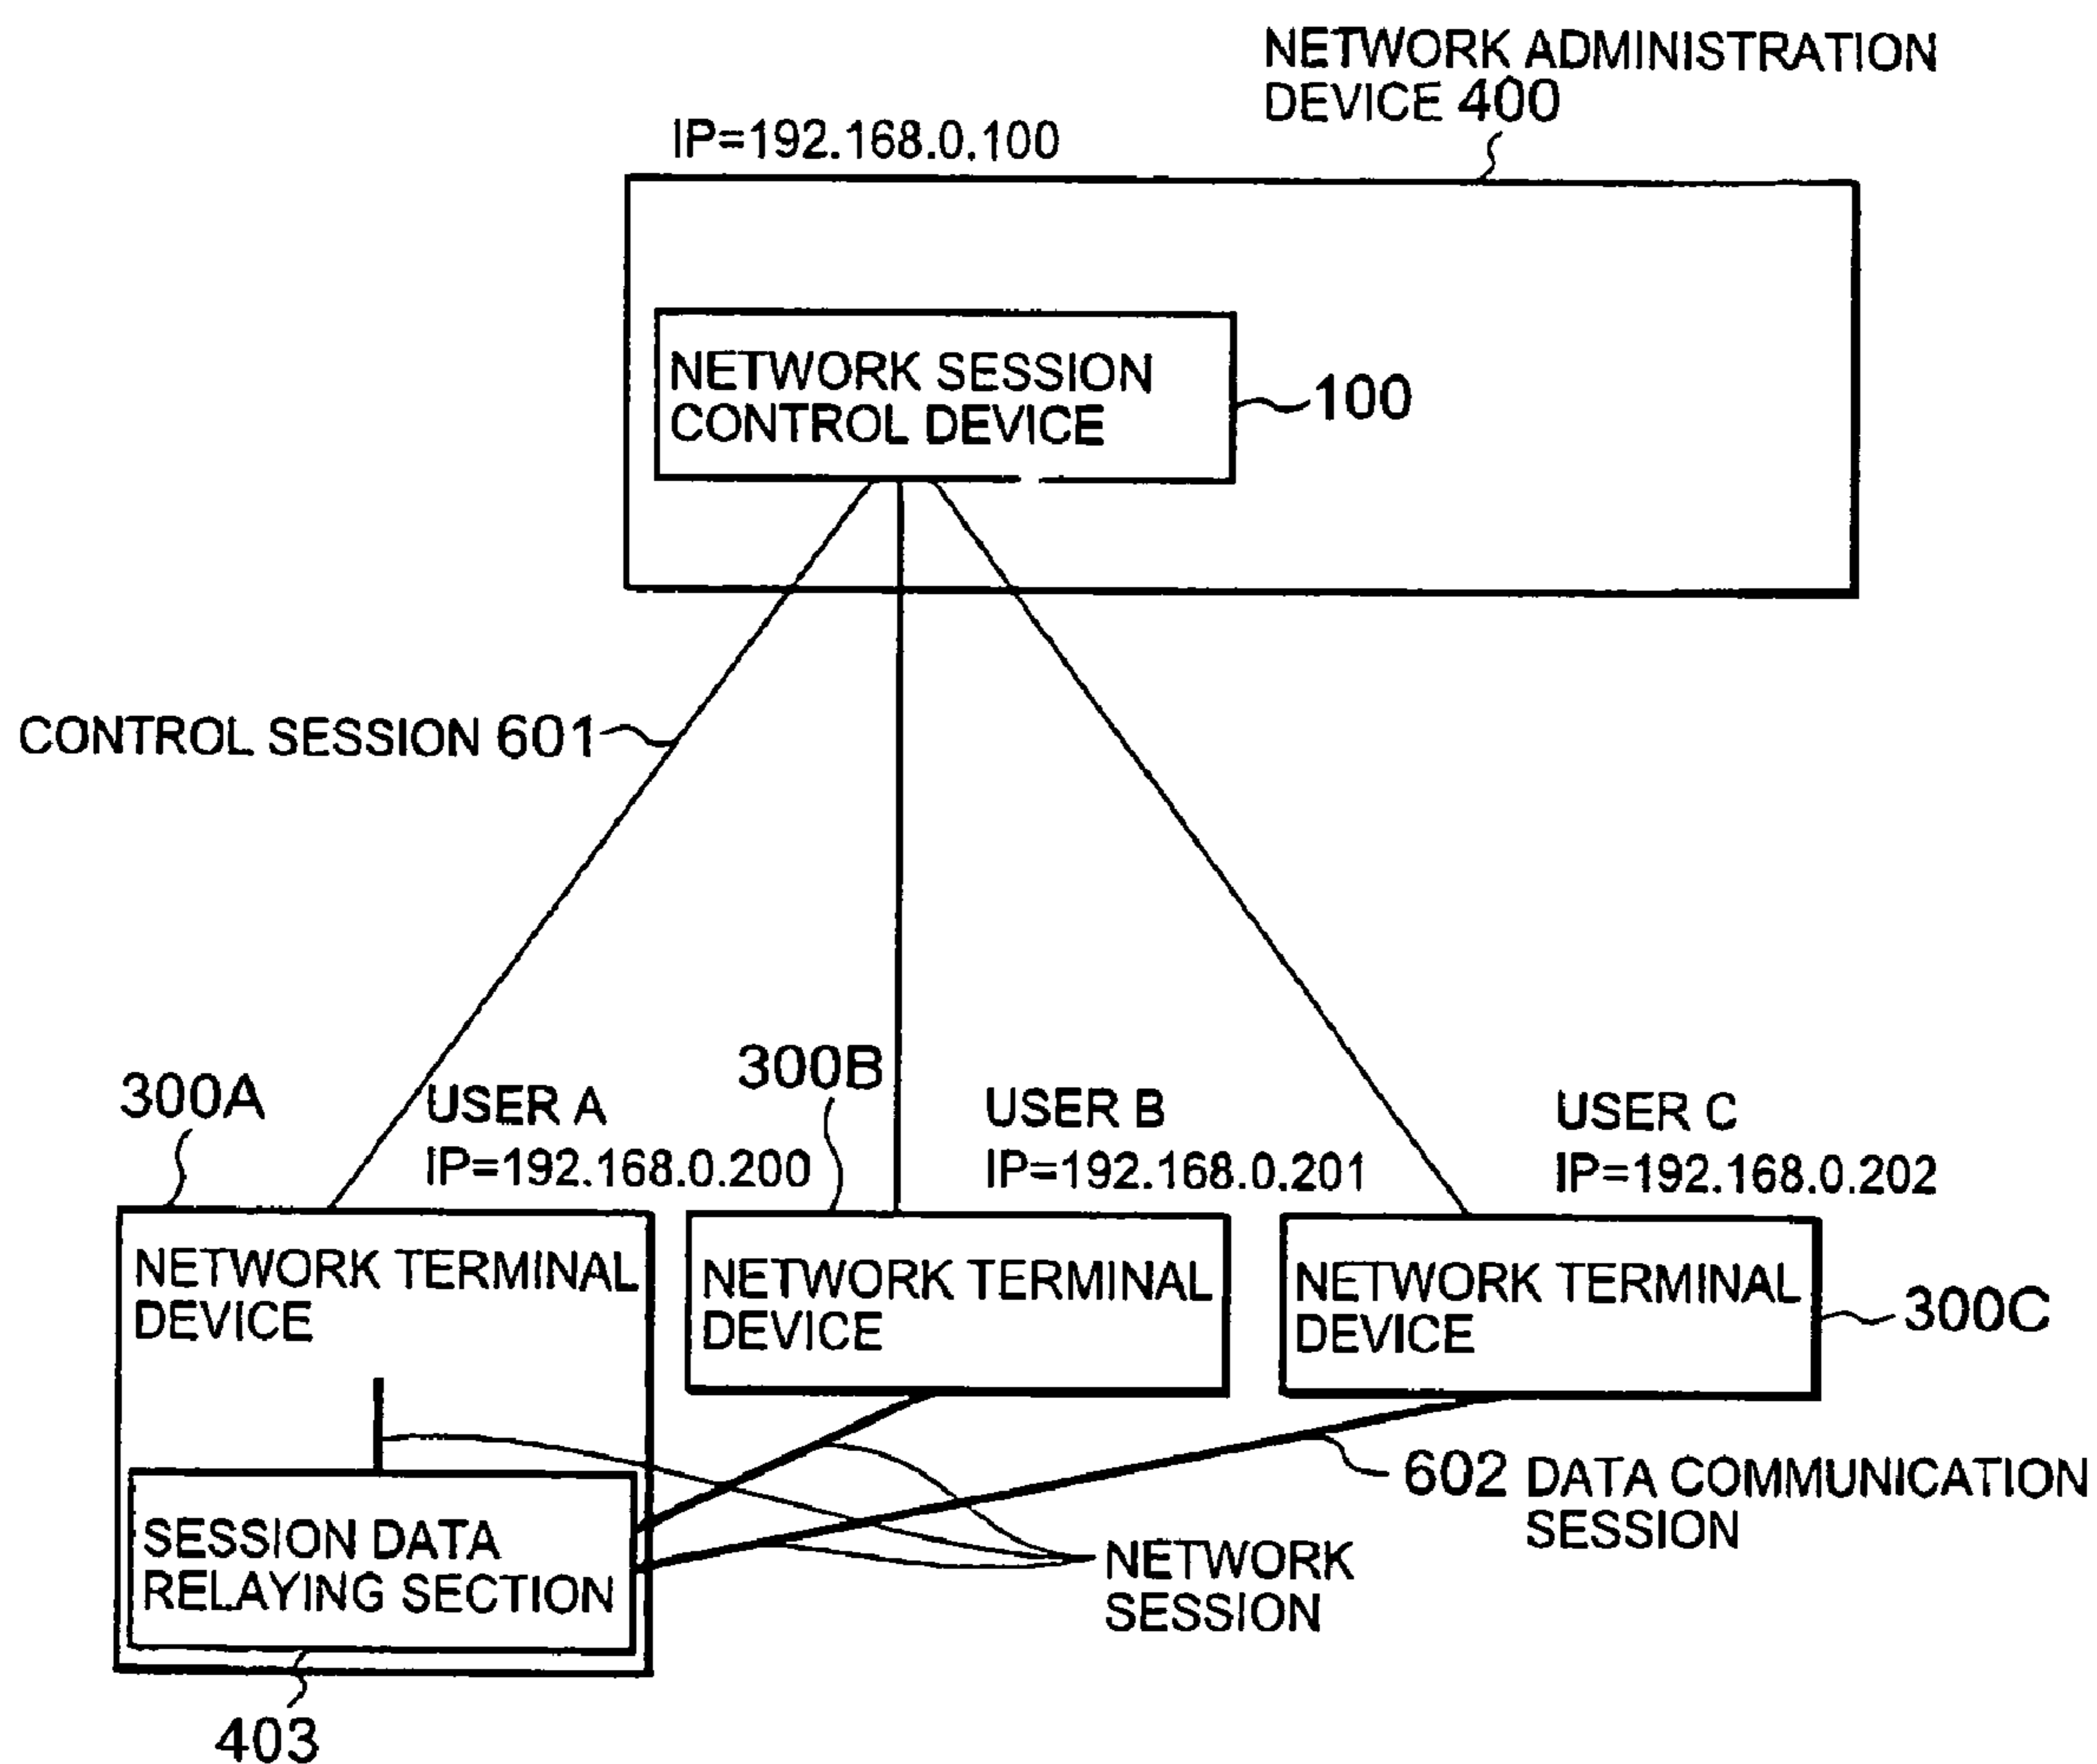 NETWORK ADMINISTRATION
DEVICE 400
IP=192.168.0.100
NETWORK SESSION
CONTROL DEVICE
100
CONTROL SESSION 601
300A
USER A
IP=192.168.0.200
300B
USER B
IP=192.168.0.201
USER C
IP=192.168.0.202
NETWORK TERMINAL
DEVICE
NETWORK TERMINAL
DEVICE
NETWORK TERMINAL
DEVICE
300C
602 DATA COMMUNICATION
SESSION
SESSION DATA
RELAYING SECTION
NETWORK
SESSION
403